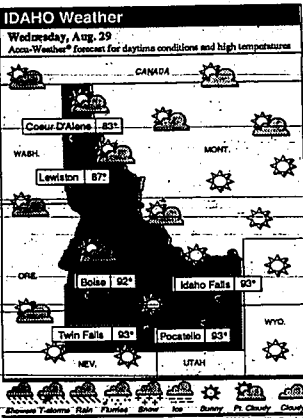 IDAHO Weather
Wednesday, Aug. 29
Accu-Weather® forecast for daytime conditions and high temperatures
CANADA
Coeur D'Alene 83°
WASH.
MONT.
Lewiston 87°
ORE.
Boise 92°
Idaho Falls 93°
WYO.
Twin Falls 93°
Pocatello 93°
NEV.
UTAH
Showers T-storms Rain Flurries Snow Ice Sunny Pt. Cloudy